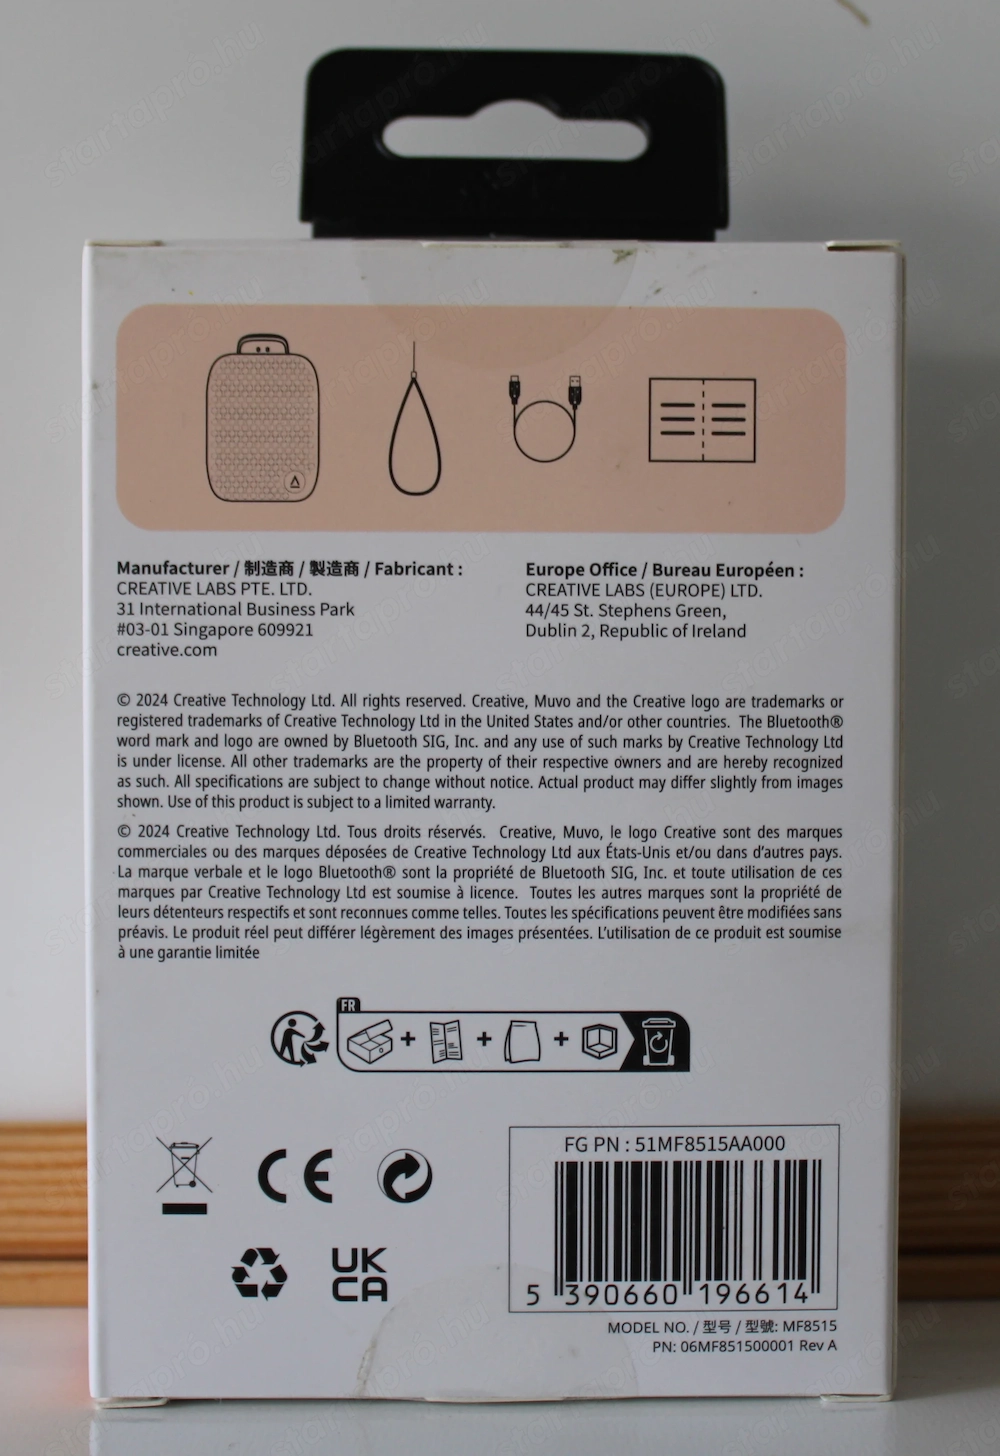 Manufacturer / 制造商 / 製造商 / Fabricant :
CREATIVE LABS PTE. LTD.
31 International Business Park
#03-01 Singapore 609921
creative.com
Europe Office / Bureau Européen :
CREATIVE LABS (EUROPE) LTD.
44/45 St. Stephens Green,
Dublin 2, Republic of Ireland
© 2024 Creative Technology Ltd. All rights reserved. Creative, Muvo and the Creative logo are trademarks or
registered trademarks of Creative Technology Ltd in the United States and/or other countries. The Bluetooth®
word mark and logo are owned by Bluetooth SIG, Inc. and any use of such marks by Creative Technology Ltd
is under license. All other trademarks are the property of their respective owners and are hereby recognized
as such. All specifications are subject to change without notice. Actual product may differ slightly from images
shown. Use of this product is subject to a limited warranty.
© 2024 Creative Technology Ltd. Tous droits réservés. Creative, Muvo, le logo Creative sont des marques
commerciales ou des marques déposées de Creative Technology Ltd aux États-Unis et/ou dans d’autres pays.
La marque verbale et le logo Bluetooth® sont la propriété de Bluetooth SIG, Inc. et toute utilisation de ces
marques par Creative Technology Ltd est soumise à licence. Toutes les autres marques sont la propriété de
leurs détenteurs respectifs et sont reconnues comme telles. Toutes les spécifications peuvent être modifiées sans
préavis. Le produit réel peut différer légèrement des images présentées. L’utilisation de ce produit est soumise
à une garantie limitée
FR
CE
UK
CA
FG PN : 51MF8515AA000
5 390660 196614
MODEL NO. / 型号 / 型號: MF8515
PN: 06MF851500001 Rev A
startapro.hu